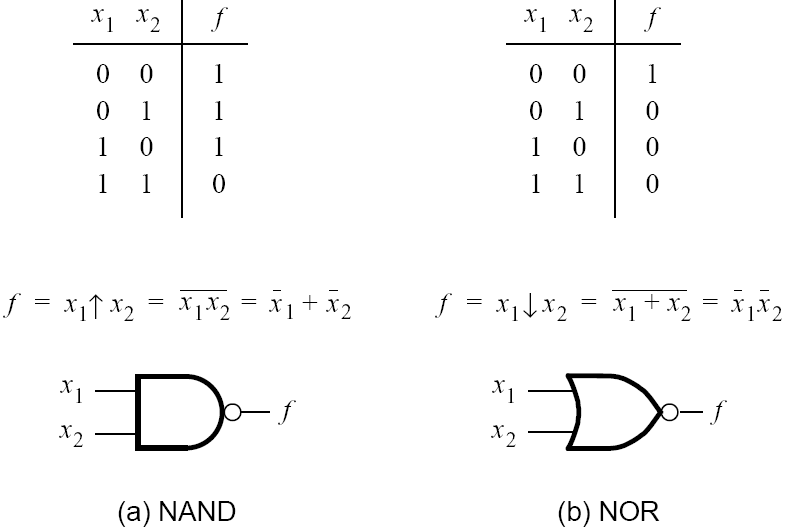 x₁ x₂ f
0 0 1
0 1 1
1 0 1
1 1 0
f = x₁↑x₂ = \overline{x₁x₂} = x̄₁ + x̄₂
x₁
x₂
f
(a) NAND
x₁ x₂ f
0 0 1
0 1 0
1 0 0
1 1 0
f = x₁↓x₂ = \overline{x₁ + x₂} = x̄₁x̄₂
x₁
x₂
f
(b) NOR